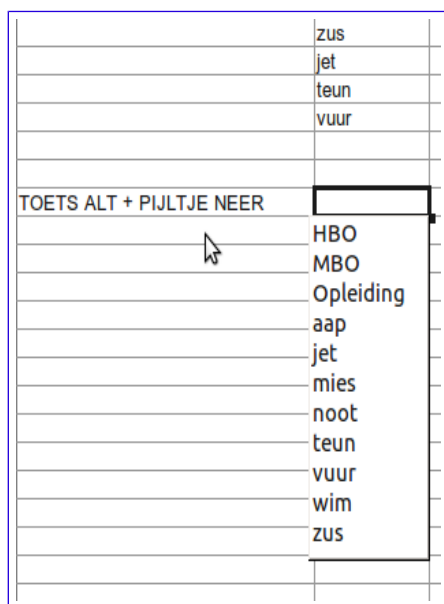 zus
jet
teun
vuur
TOETS ALT + PIJLTJE NEER
HBO
MBO
Opleiding
aap
jet
mies
noot
teun
vuur
wim
zus